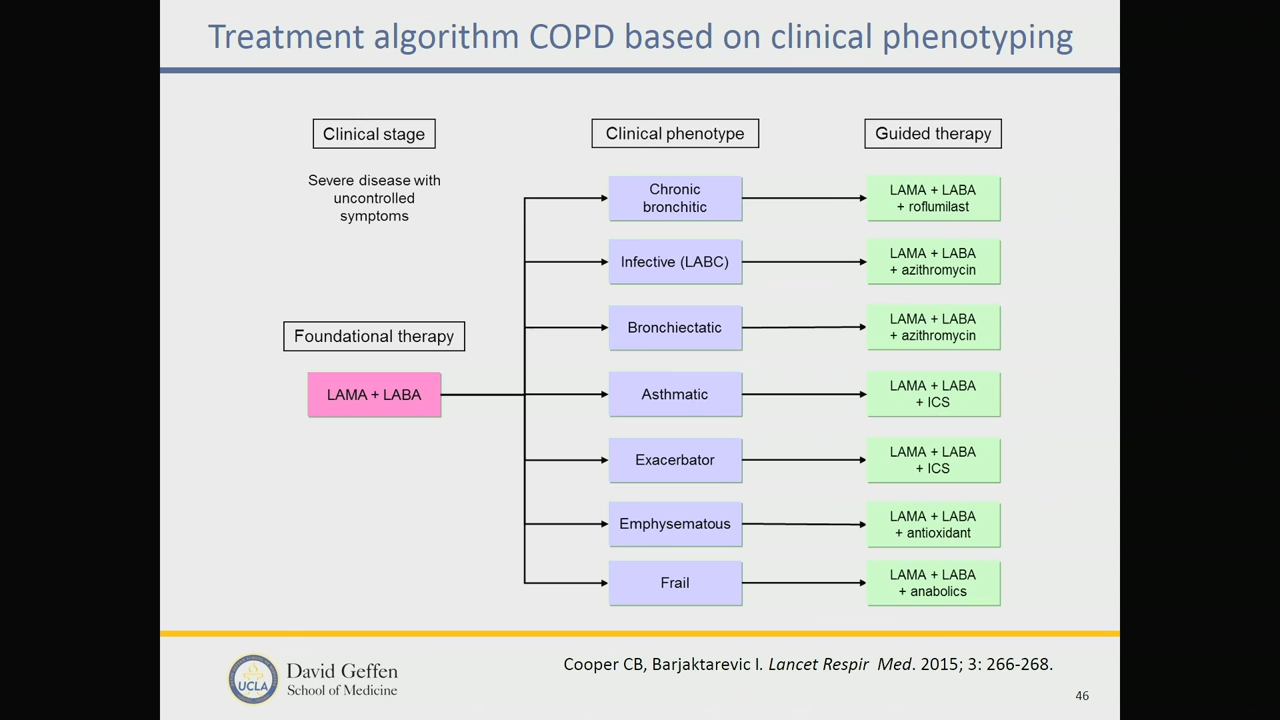 Treatment algorithm COPD based on clinical phenotyping
Clinical stage
Clinical phenotype
Guided therapy
Severe disease with
uncontrolled
symptoms
Foundational therapy
LAMA + LABA
Chronic
bronchitic
LAMA + LABA
+ roflumilast
Infective (LABC)
LAMA + LABA
+ azithromycin
Bronchiectatic
LAMA + LABA
+ azithromycin
Asthmatic
LAMA + LABA
+ ICS
Exacerbator
LAMA + LABA
+ ICS
Emphysematous
LAMA + LABA
+ antioxidant
Frail
LAMA + LABA
+ anabolics
UCLA
David Geffen
School of Medicine
Cooper CB, Barjaktarevic I. Lancet Respir Med. 2015; 3: 266-268.
46